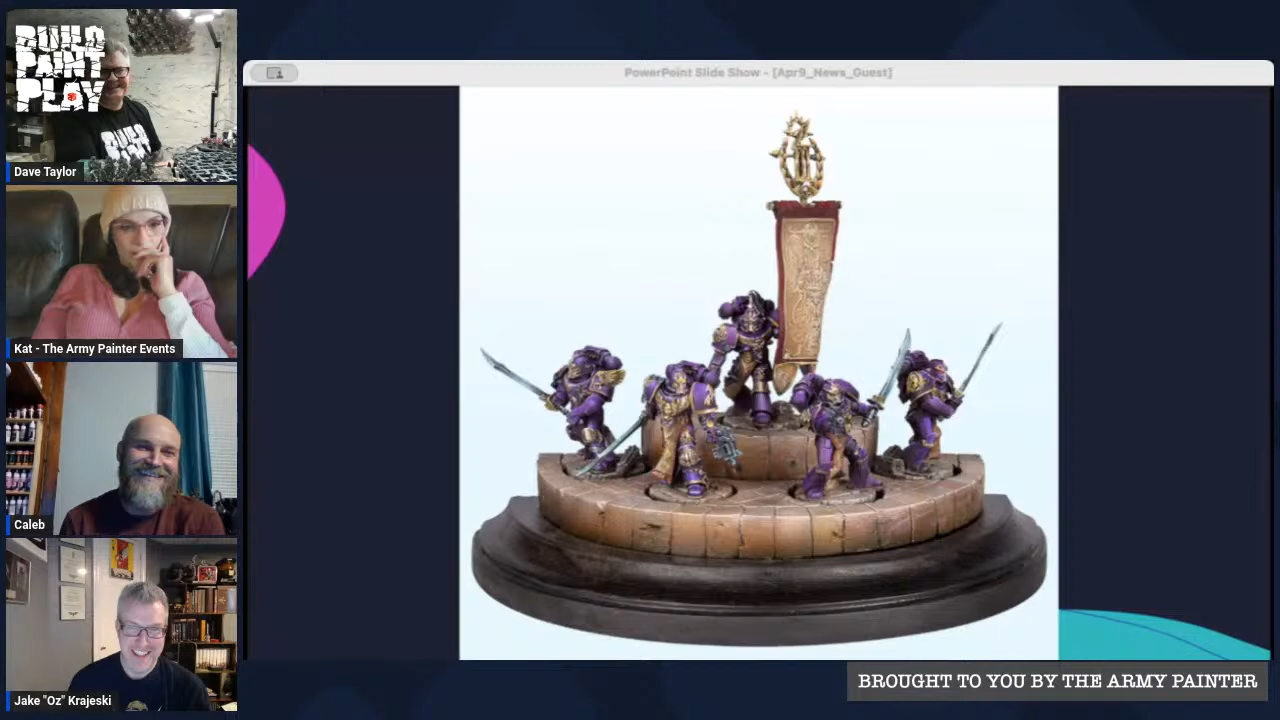 BUILD
PAINT
PLAY
BUILD
Dave Taylor
Kat - The Army Painter Events
Caleb
Jake "Oz" Krajeski
PowerPoint Slide Show - [Apr9_News_Guest]
BROUGHT TO YOU BY THE ARMY PAINTER